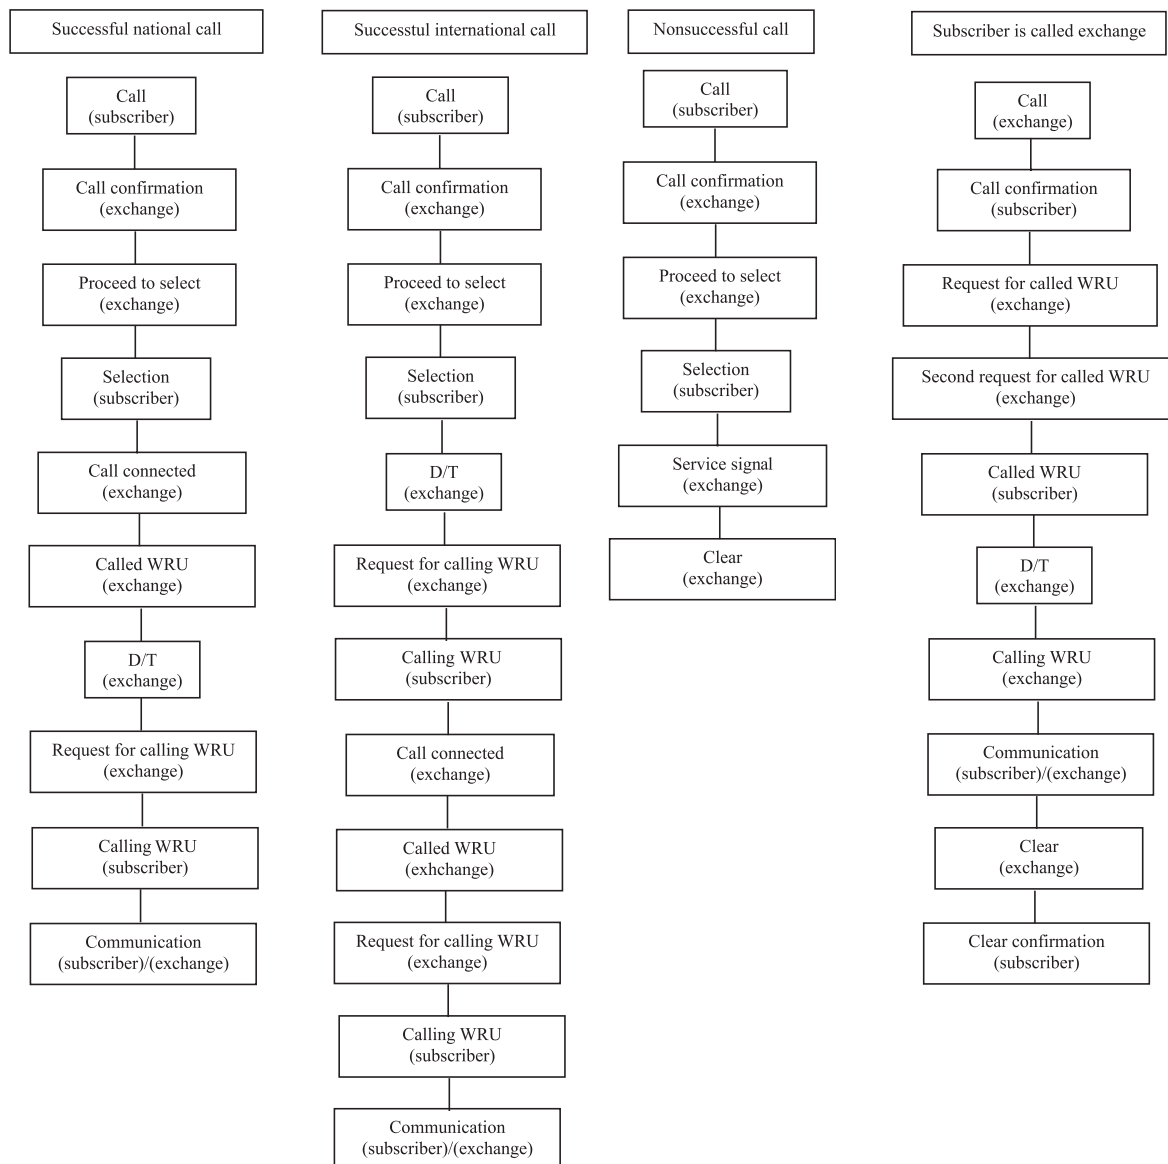 Successful national call
Call
(subscriber)
Call confirmation
(exchange)
Proceed to select
(exchange)
Selection
(subscriber)
Call connected
(exchange)
Called WRU
(exchange)
D/T
(exchange)
Request for calling WRU
(exchange)
Calling WRU
(subscriber)
Communication
(subscriber)/(exchange)
Successtul international call
Call
(subscriber)
Call confirmation
(exchange)
Proceed to select
(exchange)
Selection
(subscriber)
D/T
(exchange)
Request for calling WRU
(exchange)
Calling WRU
(subscriber)
Call connected
(exchange)
Called WRU
(exhchange)
Request for calling WRU
(exchange)
Calling WRU
(subscriber)
Communication
(subscriber)/(exchange)
Nonsuccessful call
Call
(subscriber)
Call confirmation
(exchange)
Proceed to select
(exchange)
Selection
(subscriber)
Service signal
(exchange)
Clear
(exchange)
Subscriber is called exchange
Call
(exchange)
Call confirmation
(subscriber)
Request for called WRU
(exchange)
Second request for called WRU
(exchange)
Called WRU
(subscriber)
D/T
(exchange)
Calling WRU
(exchange)
Communication
(subscriber)/(exchange)
Clear
(exchange)
Clear confirmation
(subscriber)